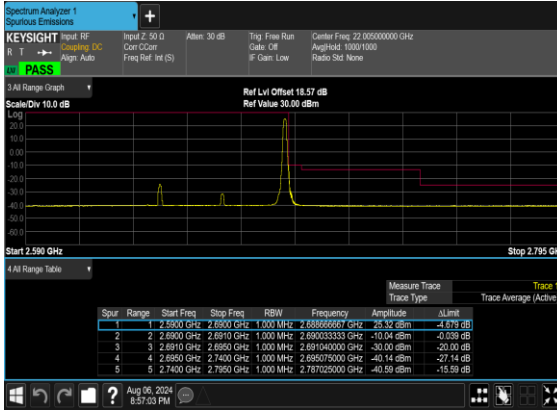 Spectrum Analyzer 1
Spurious Emissions
KEYSIGHT
R T
Input: RF
Coupling: DC
Align: Auto
Input Z: 50 Ω
Corr CCorr
Freq Ref: Int (S)
Atten: 30 dB
Trig: Free Run
Gate: Off
IF Gain: Low
Center Freq: 22.005000000 GHz
Avg|Hold: 1000/1000
Radio Std: None
PASS
3 All Range Graph
Scale/Div 10.0 dB
Ref Lvl Offset 18.57 dB
Ref Value 30.00 dBm
Log
20.0
10.0
0.00
-10.0
-20.0
-30.0
-40.0
-50.0
-60.0
Start 2.590 GHz
Stop 2.795 GH
4 All Range Table
Measure Trace Trace 1
Trace Type Trace Average (Active
Spur Range Start Freq Stop Freq RBW Frequency Amplitude ΔLimit
1 1 2.5900 GHz 2.6900 GHz 1.000 MHz 2.688666667 GHz 25.32 dBm -4.679 dB
2 2 2.6900 GHz 2.6910 GHz 1.000 MHz 2.690033333 GHz -10.04 dBm -0.039 dB
3 3 2.6910 GHz 2.6950 GHz 1.000 MHz 2.691040000 GHz -30.00 dBm -20.00 dB
4 4 2.6950 GHz 2.7400 GHz 1.000 MHz 2.695075000 GHz -40.14 dBm -27.14 dB
5 5 2.7400 GHz 2.7950 GHz 1.000 MHz 2.787025000 GHz -40.59 dBm -15.59 dB
Aug 06, 2024
8:57:03 PM